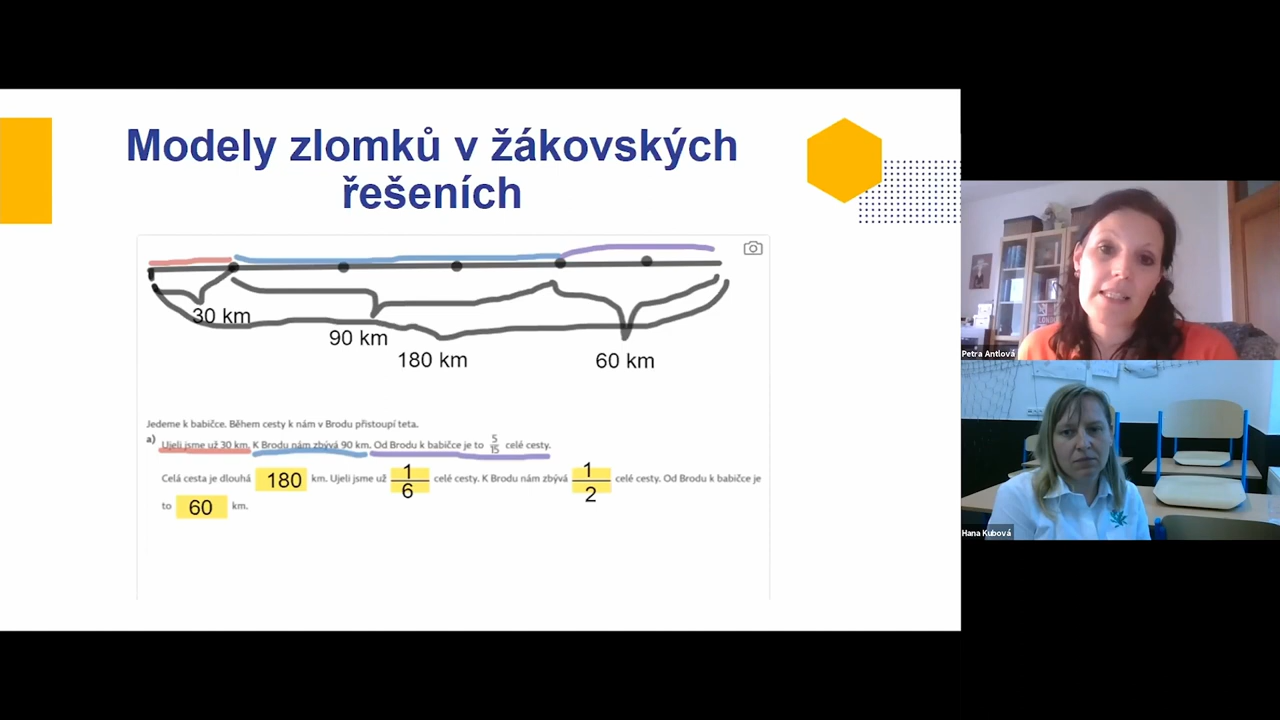 Modely zlomků v žákovských
řešeních
30 km
90 km
180 km
60 km
Jedeme k babičce. Během cesty k nám v Brodu přistoupí teta.
a) Ujeli jsme už 30 km. K Brodu nám zbývá 90 km. Od Brodu k babičce je to 5/15 celé cesty.
Celá cesta je dlouhá 180 km. Ujeli jsme už 1/6 celé cesty. K Brodu nám zbývá 1/2 celé cesty. Od Brodu k babičce je
to 60 km.
Petra Antlová
Hana Kubová